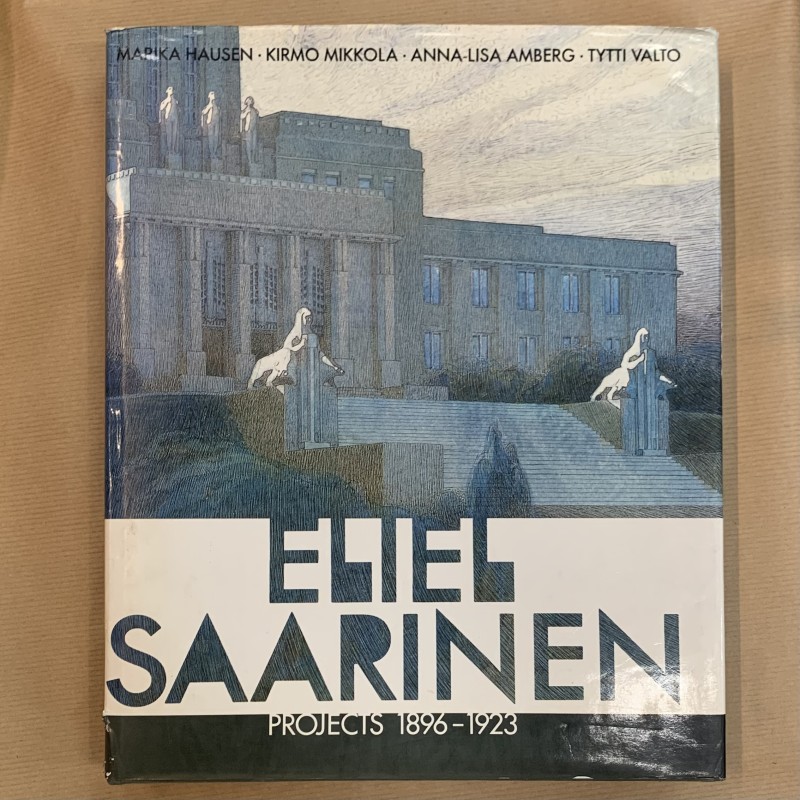 MARIKA HAUSEN · KIRMO MIKKOLA · ANNA-LISA AMBERG · TYTTI VALTO
ELIEL
SAARINEN
PROJECTS 1896–1923